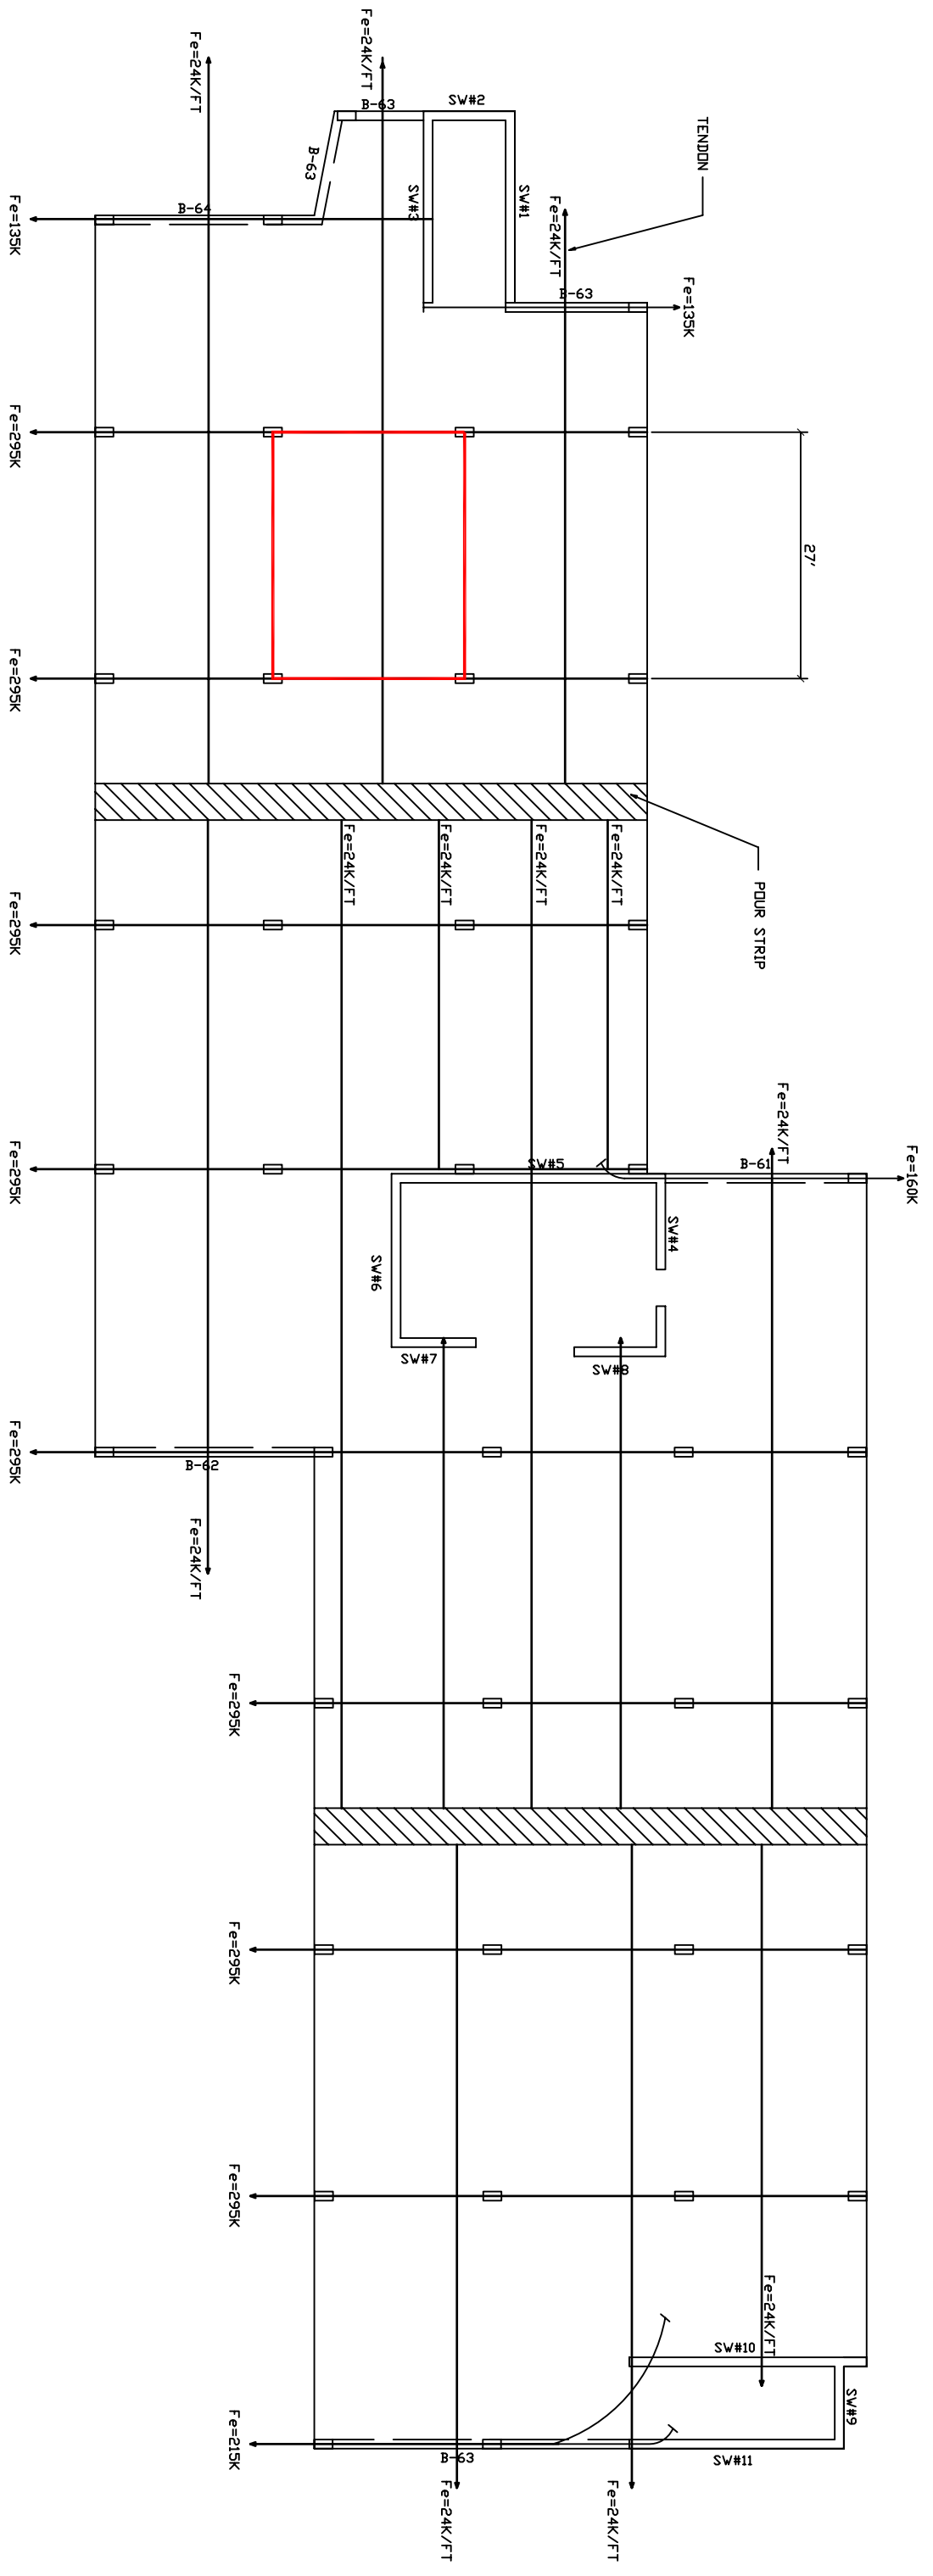 Fe=24K/FT
Fe=24K/FT
B-63
SW#2
TENDON
B-63
SW#3
SW#1
Fe=24K/FT
B-64
Fe=135K
B-63
Fe=135K
Fe=295K
27'
Fe=295K
Fe=24K/FT
Fe=24K/FT
Fe=24K/FT
Fe=24K/FT
POUR STRIP
Fe=295K
Fe=24K/FT
Fe=160K
Fe=295K
SW#5
B-61
SW#4
SW#6
SW#7
SW#8
Fe=295K
B-62
Fe=24K/FT
Fe=295K
Fe=295K
Fe=295K
Fe=24K/FT
SW#10
SW#9
Fe=215K
B-63
SW#11
Fe=24K/FT
Fe=24K/FT